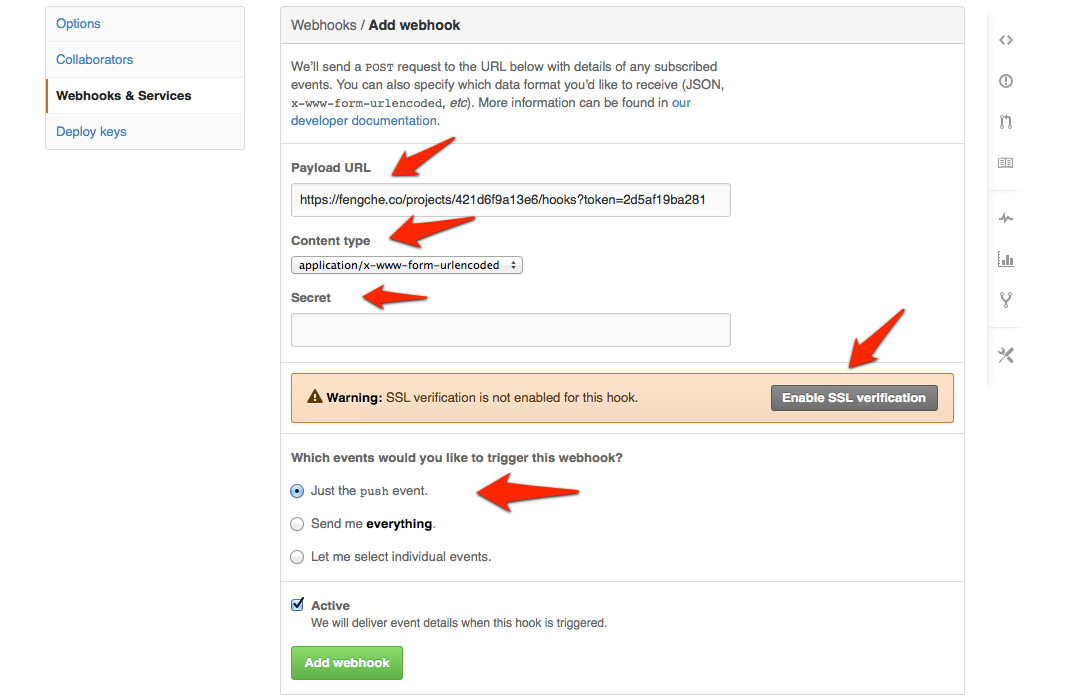 Options
Collaborators
Webhooks & Services
Deploy keys
Webhooks / Add webhook
We'll send a POST request to the URL below with details of any subscribed
events. You can also specify which data format you'd like to receive (JSON,
x-www-form-urlencoded, etc). More information can be found in our
developer documentation.
Payload URL
https://fengche.co/projects/421d6f9a13e6/hooks?token=2d5af19ba281
Content type
application/x-www-form-urlencoded
Secret
Warning: SSL verification is not enabled for this hook.
Enable SSL verification
Which events would you like to trigger this webhook?
Just the push event.
Send me everything.
Let me select individual events.
Active
We will deliver event details when this hook is triggered.
Add webhook